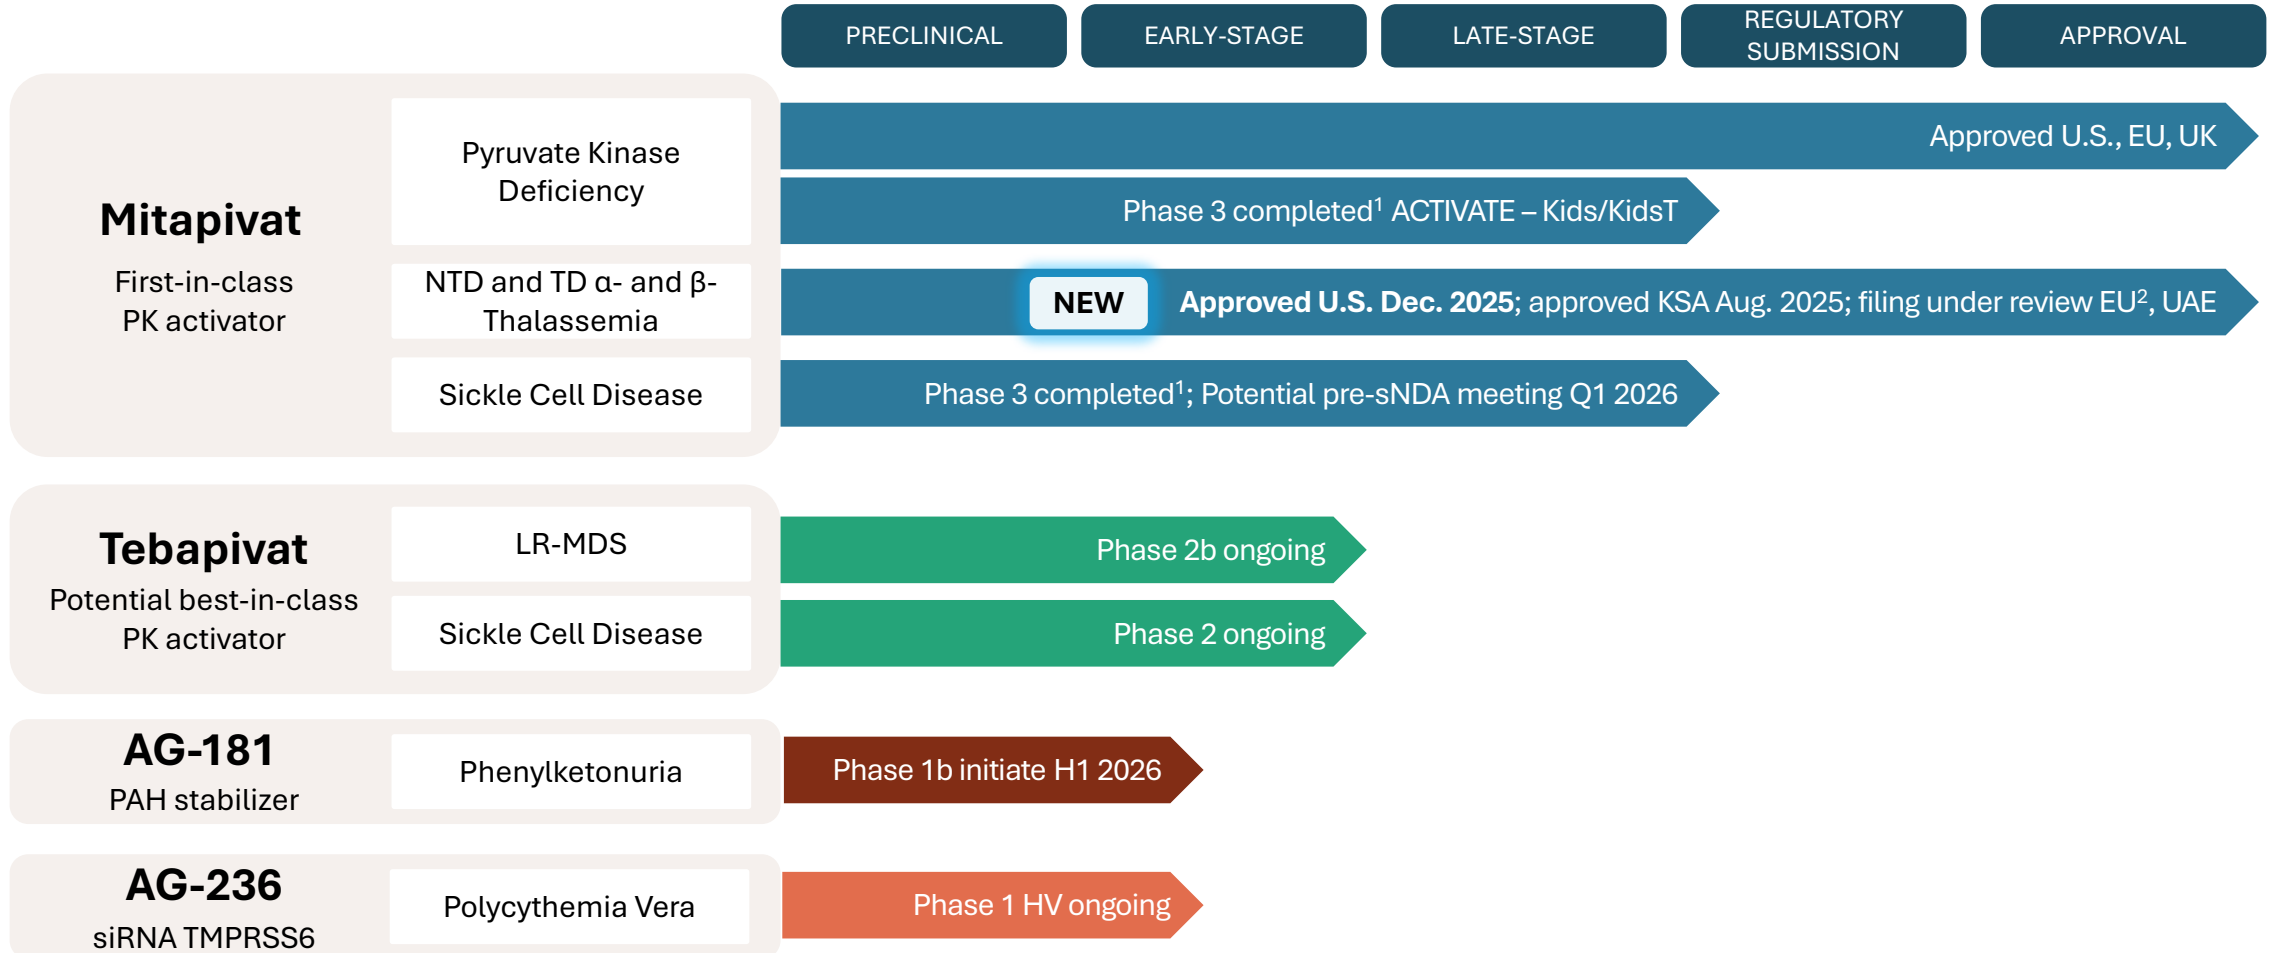 PRECLINICAL
EARLY-STAGE
LATE-STAGE
REGULATORY
SUBMISSION
APPROVAL
Mitapivat
First-in-class
PK activator
Pyruvate Kinase
Deficiency
Approved U.S., EU, UK
Phase 3 completed¹ ACTIVATE – Kids/KidsT
NTD and TD α- and β-
Thalassemia
NEW
Approved U.S. Dec. 2025; approved KSA Aug. 2025; filing under review EU², UAE
Sickle Cell Disease
Phase 3 completed¹; Potential pre-sNDA meeting Q1 2026
Tebapivat
Potential best-in-class
PK activator
LR-MDS
Phase 2b ongoing
Sickle Cell Disease
Phase 2 ongoing
AG-181
PAH stabilizer
Phenylketonuria
Phase 1b initiate H1 2026
AG-236
siRNA TMPRSS6
Polycythemia Vera
Phase 1 HV ongoing